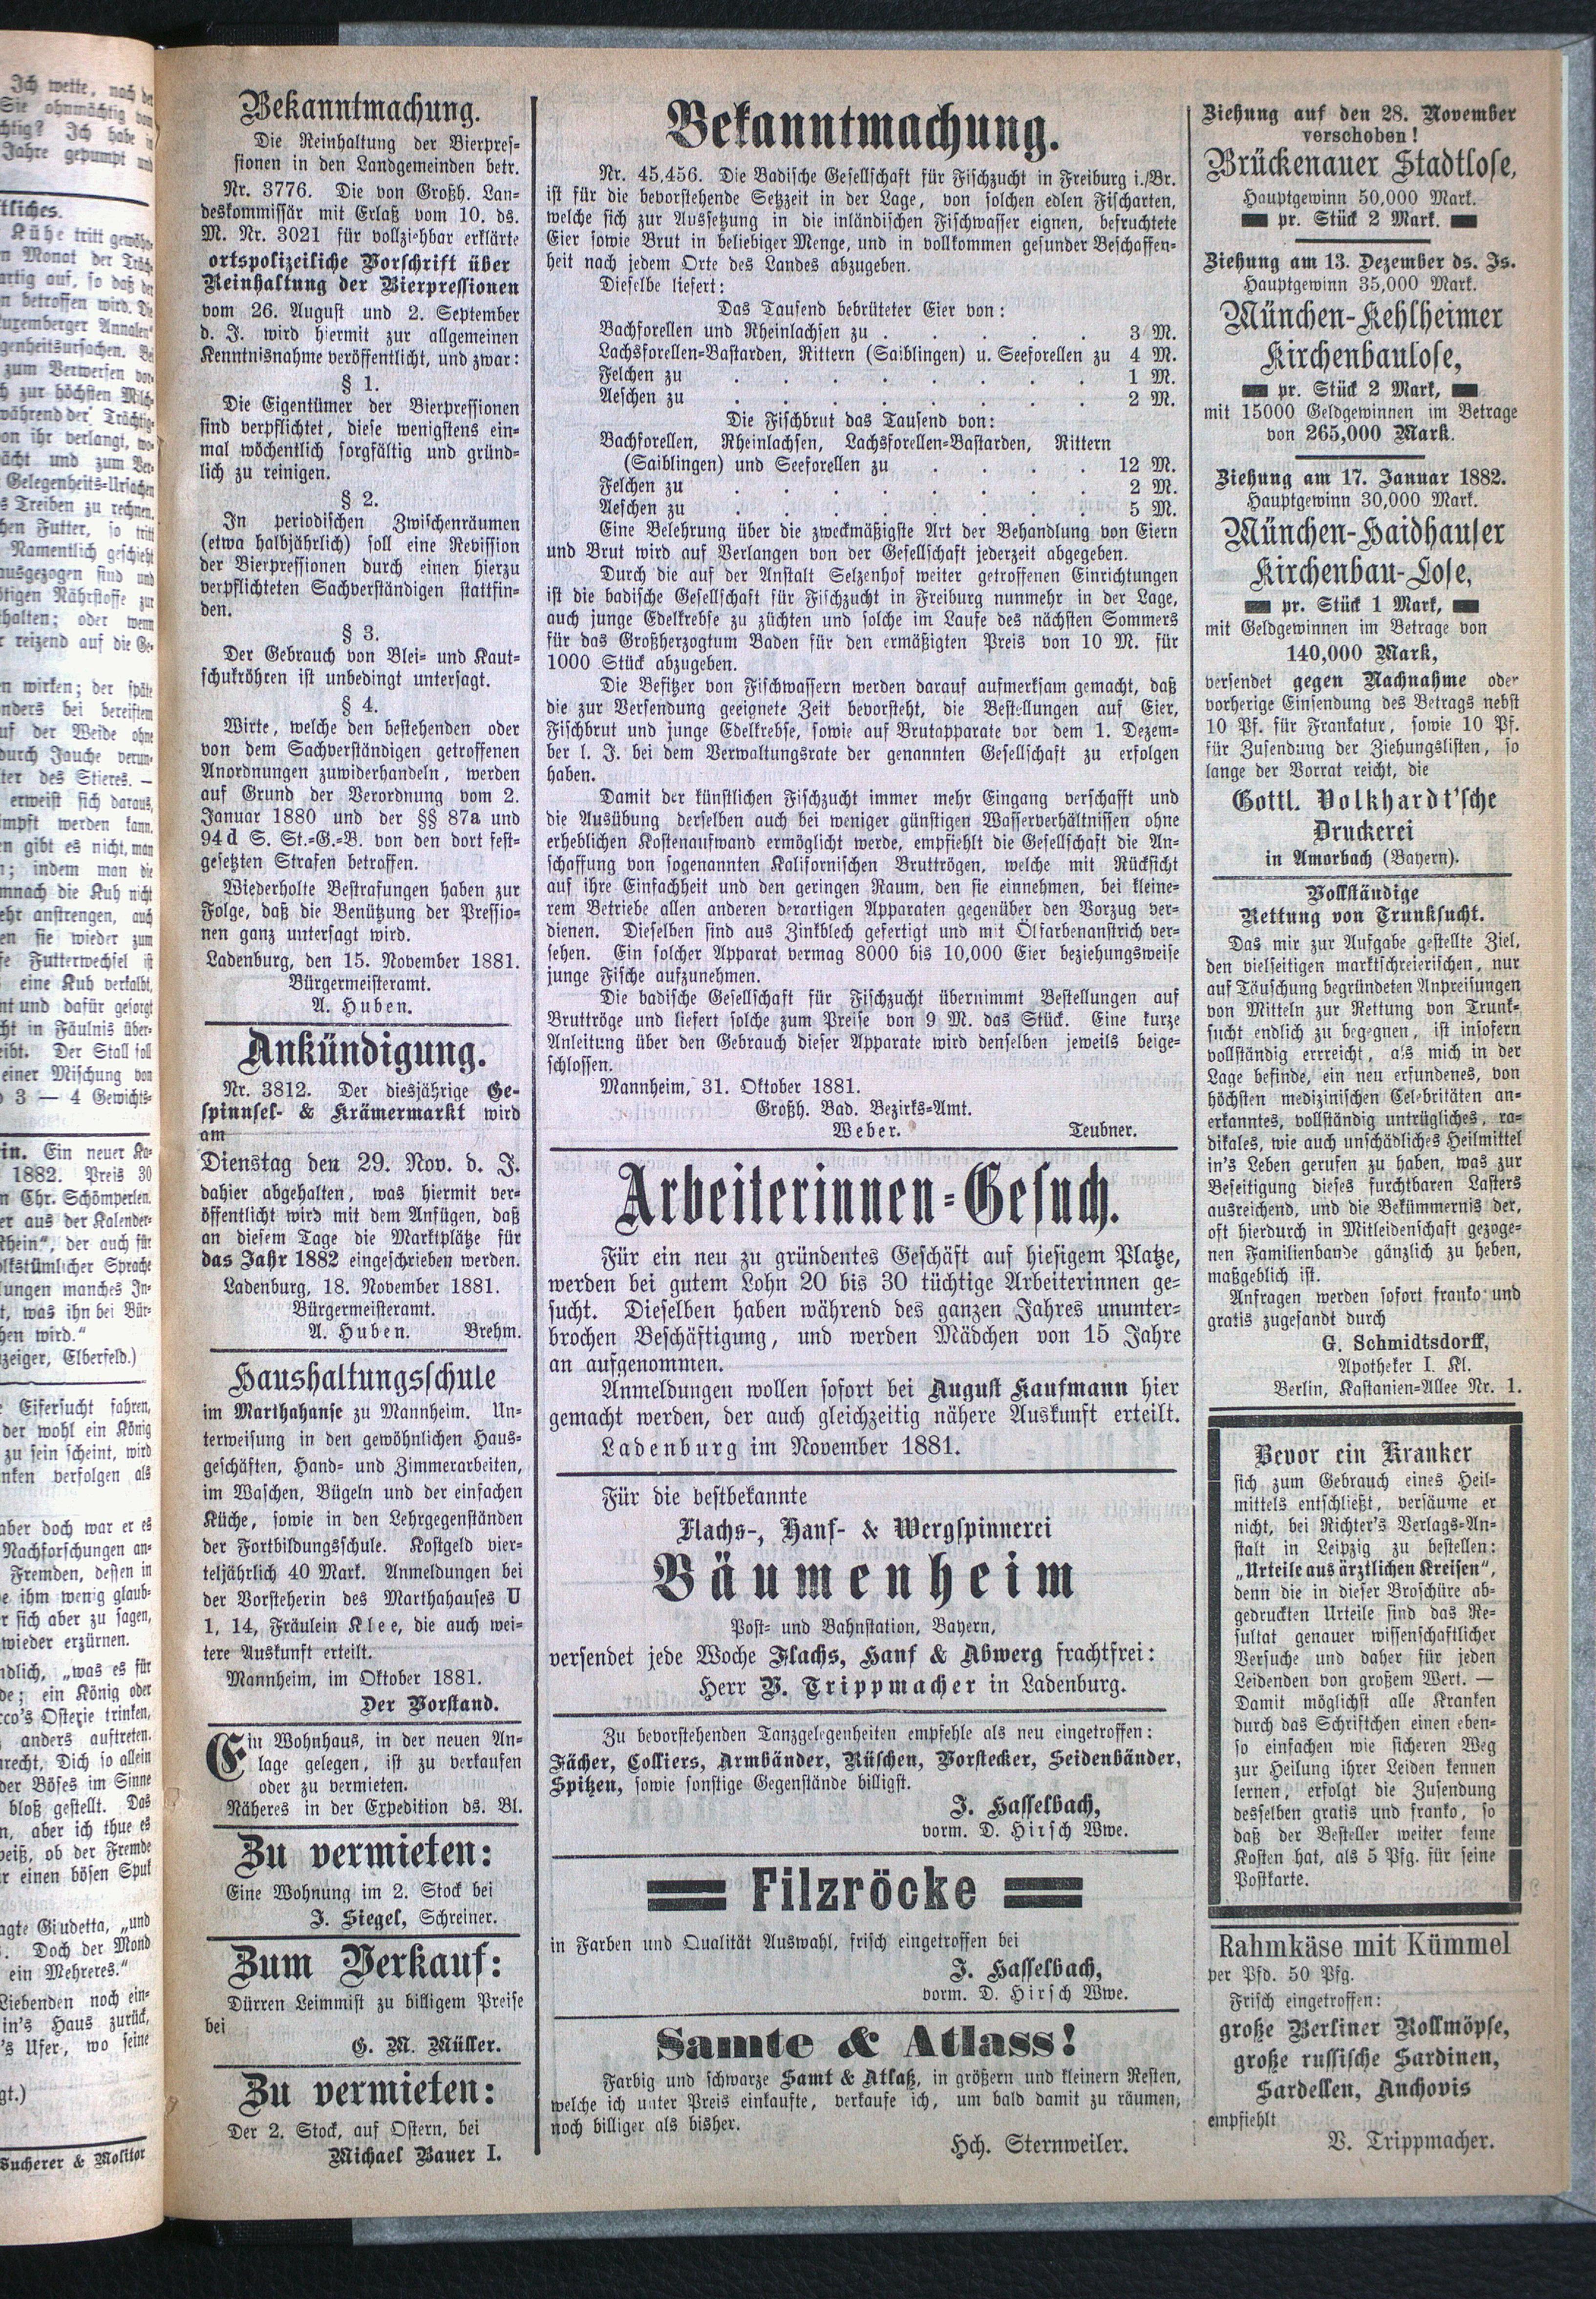 Bekanntmachung.
Die Reinhaltung der Bierpres-
sionen in den Landgemeinden betr.
Nr. 3776. Die von Großh. Lan-
deskommissär mit Erlaß vom 10. ds.
M. Nr. 3021 für vollziehbar erklärte
ortspolizeiliche Vorschrift über
Reinhaltung der Bierpressionen
vom 26. August und 2. September
d. J. wird hiermit zur allgemeinen
Kenntnisnahme veröffentlicht, und zwar:
§ 1.
Die Eigentümer der Bierpressionen
sind verpflichtet, diese wenigstens ein-
mal wöchentlich sorgfältig und gründ-
lich zu reinigen.
§ 2.
In periodischen Zwischenräumen
(etwa halbjährlich) soll eine Revission
der Bierpressionen durch einen hierzu
verpflichteten Sachverständigen stattfin-
den.
§ 3.
Der Gebrauch von Blei- und Kaut-
schukröhren ist unbedingt untersagt.
§ 4.
Wirte, welche den bestehenden oder
von dem Sachverständigen getroffenen
Anordnungen zuwiderhandeln, werden
auf Grund der Verordnung vom 2.
Januar 1880 und der §§ 87a und
94d S. St.-G.-B. von den dort fest-
gesetzten Strafen betroffen.
Wiederholte Bestrafungen haben zur
Folge, daß die Benützung der Pressio-
nen ganz untersagt wird.
Ladenburg, den 15. November 1881.
Bürgermeisteramt.
A. Huben.
Ankündigung.
Nr. 3812. Der diesjährige Ge-
spinnsel- & Krämermarkt wird
am
Dienstag den 29. Nov. d. J.
dahier abgehalten, was hiermit ver-
öffentlicht wird mit dem Anfügen, daß
an diesem Tage die Marktplätze für
das Jahr 1882 eingeschrieben werden.
Ladenburg, 18. November 1881.
Bürgermeisteramt.
A. Huben. Brehm.
Haushaltungsschule
im Marthahanse zu Mannheim. Un-
terweisung in den gewöhnlichen Haus-
geschäften, Hand- und Zimmerarbeiten,
im Waschen, Bügeln und der einfachen
Küche, sowie in den Lehrgegenständen
der Fortbildungsschule. Kostgeld vier-
teljährlich 40 Mark. Anmeldungen bei
der Vorsteherin des Marthahauses U
1, 14, Fräulein Klee, die auch wei-
tere Auskunft erteilt.
Mannheim, im Oktober 1881.
Der Vorstand.
Ein Wohnhaus, in der neuen An-
lage gelegen, ist zu verkaufen
oder zu vermieten.
Näheres in der Expedition ds. Bl.
Zu vermieten:
Eine Wohnung im 2. Stock bei
J. Siegel, Schreiner.
Zum Verkauf:
Dürren Leimmist zu billigem Preise
bei
G. M. Müller.
Zu vermieten:
Der 2. Stock, auf Ostern, bei
Michael Bauer I.
Bekanntmachung.
Nr. 45,456. Die Badische Gesellschaft für Fischzucht in Freiburg i./Br.
ist für die bevorstehende Setzzeit in der Lage, von solchen edlen Fischarten,
welche sich zur Aussetzung in die inländischen Fischwasser eignen, befruchtete
Eier sowie Brut in beliebiger Menge, und in vollkommen gesunder Beschaffen-
heit nach jedem Orte des Landes abzugeben.
Dieselbe liefert:
Das Tausend bebrüteter Eier von:
Bachforellen und Rheinlachsen zu . . . . . 3 M.
Lachsforellen-Bastarden, Rittern (Saiblingen) u. Seeforellen zu 4 M.
Felchen zu . . . . . . . . 1 M.
Aeschen zu . . . . . . . . 2 M.
Die Fischbrut das Tausend von:
Bachforellen, Rheinlachsen, Lachsforellen-Bastarden, Rittern
(Saiblingen) und Seeforellen zu . . . . 12 M.
Felchen zu . . . . . . . . 2 M.
Aeschen zu . . . . . . . . 5 M.
Eine Belehrung über die zweckmäßigste Art der Behandlung von Eiern
und Brut wird auf Verlangen von der Gesellschaft jederzeit abgegeben.
Durch die auf der Anstalt Selzenhof weiter getroffenen Einrichtungen
ist die badische Gesellschaft für Fischzucht in Freiburg nunmehr in der Lage,
auch junge Edelkrebse zu züchten und solche im Laufe des nächsten Sommers
für das Großherzogtum Baden für den ermäßigten Preis von 10 M. für
1000 Stück abzugeben.
Die Besitzer von Fischwassern werden darauf aufmerksam gemacht, daß
die zur Versendung geeignete Zeit bevorsteht, die Bestellungen auf Eier,
Fischbrut und junge Edelkrebse, sowie auf Brutapparate vor dem 1. Dezem-
ber l. J. bei dem Verwaltungsrate der genannten Gesellschaft zu erfolgen
haben.
Damit der künstlichen Fischzucht immer mehr Eingang verschafft und
die Ausübung derselben auch bei weniger günstigen Wasserverhältnissen ohne
erheblichen Kostenaufwand ermöglicht werde, empfiehlt die Gesellschaft die An-
schaffung von sogenannten Kalifornischen Bruttrögen, welche mit Rücksicht
auf ihre Einfachheit und den geringen Raum, den sie einnehmen, bei kleine-
rem Betriebe allen anderen derartigen Apparaten gegenüber den Vorzug ver-
dienen. Dieselben sind aus Zinkblech gefertigt und mit Olfarbenanstrich ver-
sehen. Ein solcher Apparat vermag 8000 bis 10,000 Eier beziehungsweise
junge Fische aufzunehmen.
Die badische Gesellschaft für Fischzucht übernimmt Bestellungen auf
Bruttröge und liefert solche zum Preise von 9 M. das Stück. Eine kurze
Anleitung über den Gebrauch dieser Apparate wird denselben jeweils beige-
schlossen.
Mannheim, 31. Oktober 1881.
Großh. Bad. Bezirks-Amt.
Weber. Teubner.
Arbeiterinnen-Gesuch.
Für ein neu zu gründentes Geschäft auf hiesigem Platze,
werden bei gutem Lohn 20 bis 30 tüchtige Arbeiterinnen ge-
sucht. Dieselben haben während des ganzen Jahres ununter-
brochen Beschäftigung, und werden Mädchen von 15 Jahre
an aufgenommen.
Anmeldungen wollen sofort bei August Kaufmann hier
gemacht werden, der auch gleichzeitig nähere Auskunft erteilt.
Ladenburg im November 1881.
Für die bestbekannte
Flachs-, Hanf- & Wergspinnerei
Bäumenheim
Post- und Bahnstation, Bayern,
versendet jede Woche Flachs, Hanf & Abwerg frachtfrei:
Herr V. Trippmacher in Ladenburg.
Zu bevorstehenden Tanzgelegenheiten empfehle als neu eingetroffen:
Fächer, Colliers, Armbänder, Rüschen, Vorstecker, Seidenbänder,
Spitzen, sowie sonstige Gegenstände billigst.
J. Hasselbach,
vorm. D. Hirsch Wwe.
Filzröcke
in Farben und Qualität Auswahl, frisch eingetroffen bei
J. Hasselbach,
vorm. D. Hirsch Wwe.
Samte & Atlass!
Farbig und schwarze Samt & Atlaß, in größern und kleinern Resten,
welche ich unter Preis einkaufte, verkaufe ich, um bald damit zu räumen,
noch billiger als bisher.
Hch. Sternweiler.
Ziehung auf den 28. November
verschoben!
Brückenauer Stadtlose,
Hauptgewinn 50,000 Mark.
pr. Stück 2 Mark.
Ziehung am 13. Dezember ds. Js.
Hauptgewinn 35,000 Mark.
München-Kehlheimer
Kirchenbaulose,
pr. Stück 2 Mark,
mit 15000 Geldgewinnen im Betrage
von 265,000 Mark.
Ziehung am 17. Januar 1882.
Hauptgewinn 30,000 Mark.
München-Haidhauser
Kirchenbau-Lose,
pr. Stück 1 Mark,
mit Geldgewinnen im Betrage von
140,000 Mark,
versendet gegen Nachnahme oder
vorherige Einsendung des Betrags nebst
10 Pf. für Frankatur, sowie 10 Pf.
für Zusendung der Ziehungslisten, so
lange der Vorrat reicht, die
Gottl. Volkhardt'sche
Druckerei
in Amorbach (Bayern).
Vollständige
Rettung von Trunksucht.
Das mir zur Aufgabe gestellte Ziel,
den vielseitigen marktschreierischen, nur
auf Täuschung begründeten Anpreisungen
von Mitteln zur Rettung von Trunk-
sucht endlich zu begegnen, ist insofern
vollständig errreicht, als mich in der
Lage befinde, ein neu erfundenes, von
höchsten medizinischen Celebritäten an-
erkanntes, vollständig untrügliches, ra-
dikales, wie auch unschädliches Heilmittel
in's Leben gerufen zu haben, was zur
Beseitigung dieses furchtbaren Lasters
ausreichend, und die Bekümmernis der,
oft hierdurch in Mitleidenschaft gezoge-
nen Familienbande gänzlich zu heben,
maßgeblich ist.
Anfragen werden sofort franko und
gratis zugesandt durch
G. Schmidtsdorff,
Apotheker I. Kl.
Berlin, Kastanien-Allee Nr. 1.
Bevor ein Kranker
sich zum Gebrauch eines Heil-
mittels entschließt, versäume er
nicht, bei Richter's Verlags-An-
stalt in Leipzig zu bestellen:
„Urteile aus ärztlichen Kreisen",
denn die in dieser Broschüre ab-
gedruckten Urteile sind das Re-
sultat genauer wissenschaftlicher
Versuche und daher für jeden
Leidenden von großem Wert. —
Damit möglichst alle Kranken
durch das Schriftchen einen eben-
so einfachen wie sicheren Weg
zur Heilung ihrer Leiden kennen
lernen, erfolgt die Zusendung
desselben gratis und franko, so
daß der Besteller weiter keine
Kosten hat, als 5 Pfg. für seine
Postkarte.
Rahmkäse mit Kümmel
per Pfd. 50 Pfg.
Frisch eingetroffen:
große Berliner Rollmöpse,
große russische Sardinen,
Sardellen, Anchovis
empfiehlt
V. Trippmacher.